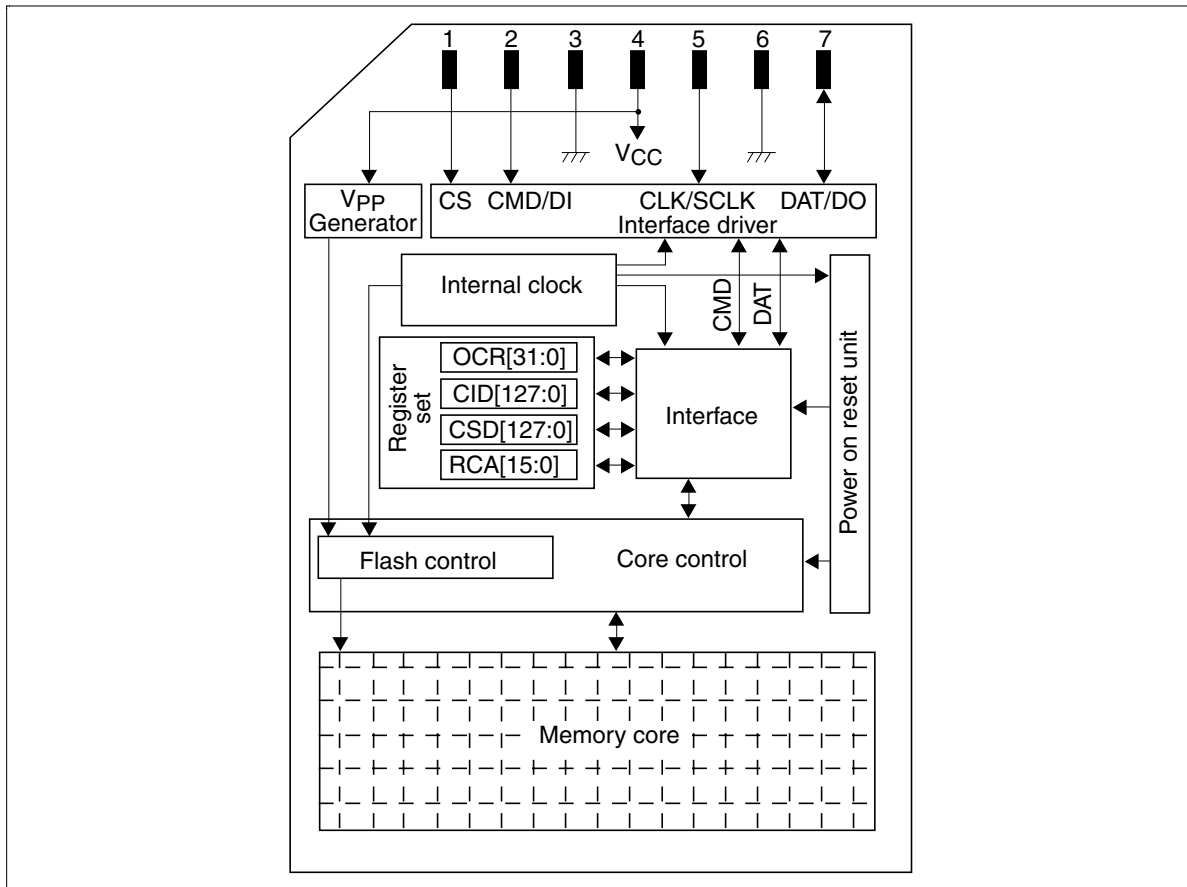 1 2 3 4 5 6 7
VCC
VPP
Generator
CS CMD/DI CLK/SCLK DAT/DO
Interface driver
Internal clock
CMD
DAT
Register
set
OCR[31:0]
CID[127:0]
CSD[127:0]
RCA[15:0]
Interface
Power on reset unit
Flash control
Core control
Memory core